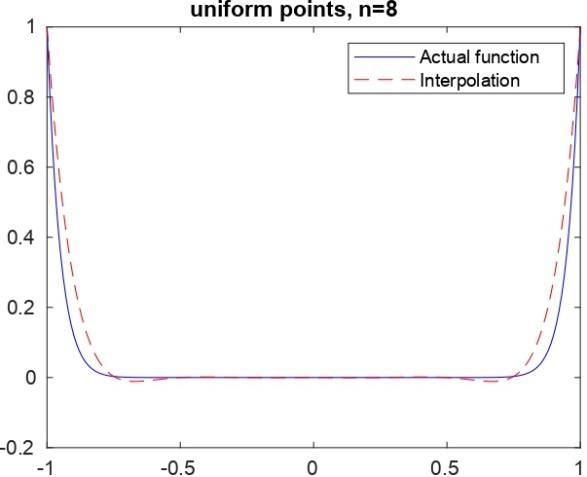 uniform points, n=8
1
Actual function
Interpolation
0.8
0.6
0.4
0.2
0
-0.2
-1 -0.5 0 0.5 1